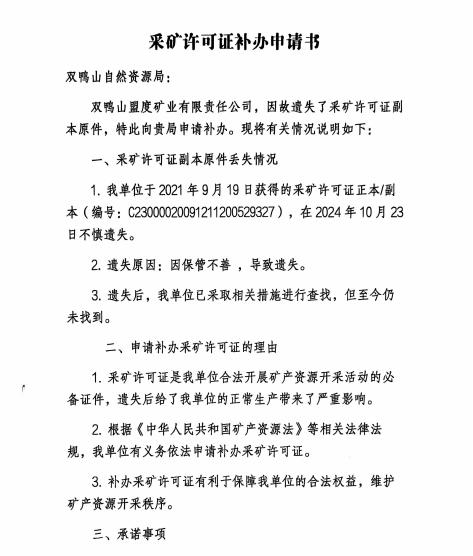 采矿许可证补办申请书
双鸭山自然资源局：
双鸭山盟度矿业有限责任公司，因故遗失了采矿许可证副
本原件，特此向贵局申请补办。现将有关情况说明如下：
一、采矿许可证副本原件丢失情况
1. 我单位于 2021 年 9 月 19 日获得的采矿许可证正本/副
本（编号：C2300002009121120052​9327），在 2024 年 10 月 23
日不慎遗失。
2. 遗失原因：因保管不善 ，导致遗失。
3. 遗失后，我单位已采取相关措施进行查找，但至今仍
未找到。
二、申请补办采矿许可证的理由
1. 采矿许可证是我单位合法开展矿产资源开采活动的必
备证件，遗失后给了我单位的正常生产带来了严重影响。
2. 根据《中华人民共和国矿产资源法》等相关法律法
规，我单位有义务依法申请补办采矿许可证。
3. 补办采矿许可证有利于保障我单位的合法权益，维护
矿产资源开采秩序。
三、承诺事项